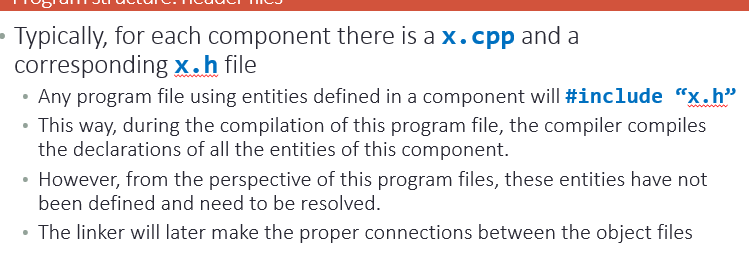 Program structure: header files
• Typically, for each component there is a x.cpp and a
corresponding x.h file
• Any program file using entities defined in a component will #include “x.h”
• This way, during the compilation of this program file, the compiler compiles
the declarations of all the entities of this component.
• However, from the perspective of this program files, these entities have not
been defined and need to be resolved.
• The linker will later make the proper connections between the object files